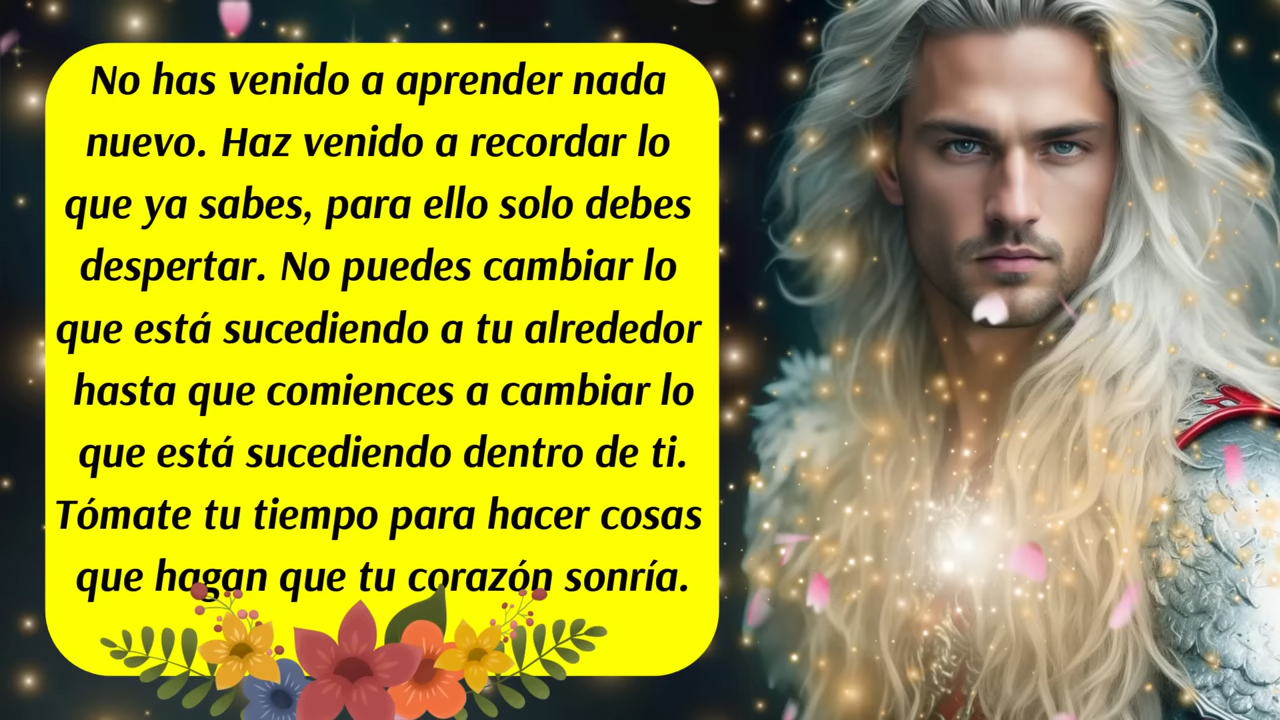 No has venido a aprender nada
nuevo. Haz venido a recordar lo
que ya sabes, para ello solo debes
despertar. No puedes cambiar lo
que está sucediendo a tu alrededor
hasta que comiences a cambiar lo
que está sucediendo dentro de ti.
Tómate tu tiempo para hacer cosas
que hagan que tu corazón sonría.